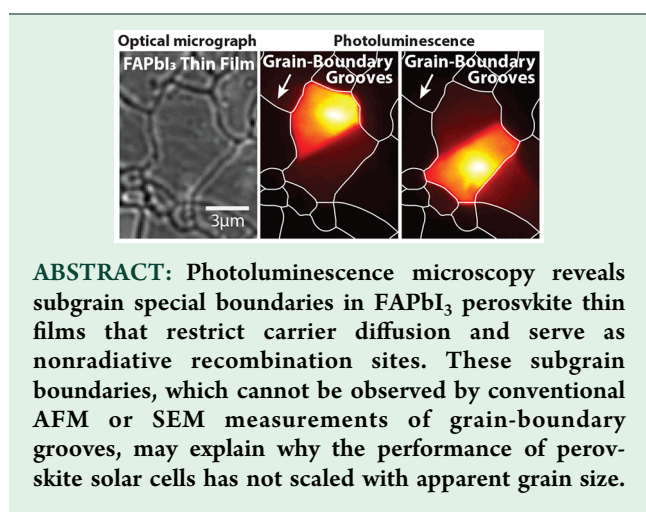 Optical micrograph Photoluminescence
FAPbI₃ Thin Film Grain-Boundary Grain-Boundary
Grooves Grooves
3μm
ABSTRACT: Photoluminescence microscopy reveals
subgrain special boundaries in FAPbI₃ perosvkite thin
films that restrict carrier diffusion and serve as
nonradiative recombination sites. These subgrain
boundaries, which cannot be observed by conventional
AFM or SEM measurements of grain-boundary
grooves, may explain why the performance of perov-
skite solar cells has not scaled with apparent grain size.